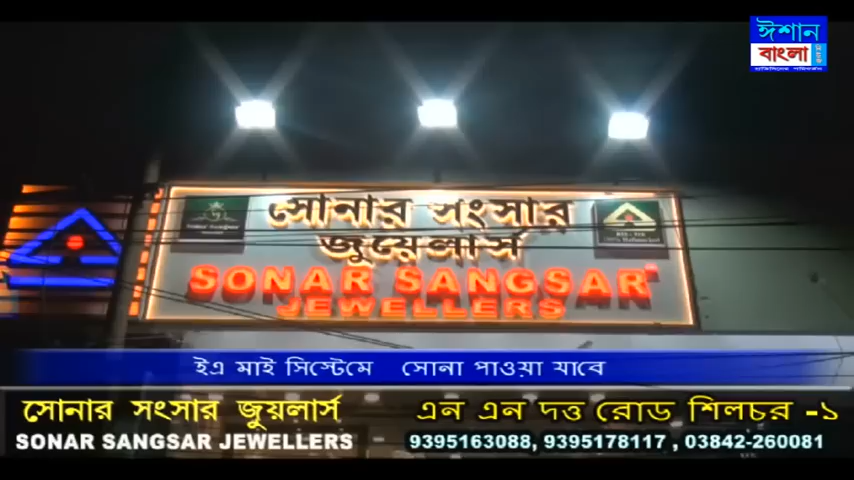 ঈশান
বাংলা
সোনার সংসার
জুয়েলার্স
SONAR SANGSAR
JEWELLERS
ইএ মাই সিস্টেমে সোনা পাওয়া যাবে
সোনার সংসার জুয়লার্স এন এন দত্ত রোড শিলচর -১
SONAR SANGSAR JEWELLERS 9395163088, 9395178117 , 03842-260081